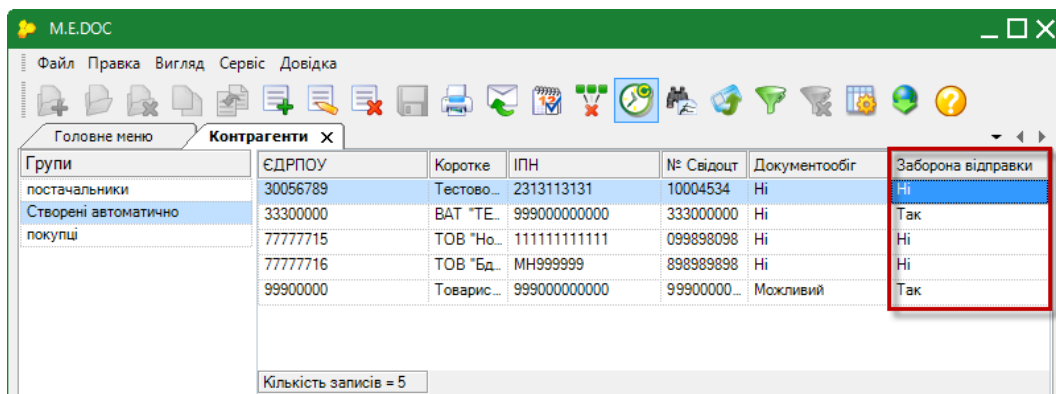 M.E.DOC
Файл Правка Вигляд Сервіс Довідка
Головне меню Контрагенти X
Групи ЄДРПОУ Коротке ІПН № Свідоцт Документообіг Заборона відправки
постачальники 30056789 Тестово... 2313113131 10004534 Ні Ні
Створені автоматично 33300000 ВАТ "ТЕ... 999000000000 333000000 Ні Так
покупці 77777715 ТОВ "Но... 111111111111 099898098 Ні Ні
77777716 ТОВ "Бд... МН999999 898989898 Ні Ні
99900000 Товарис... 999000000000 99900000... Можливий Так
Кількість записів = 5